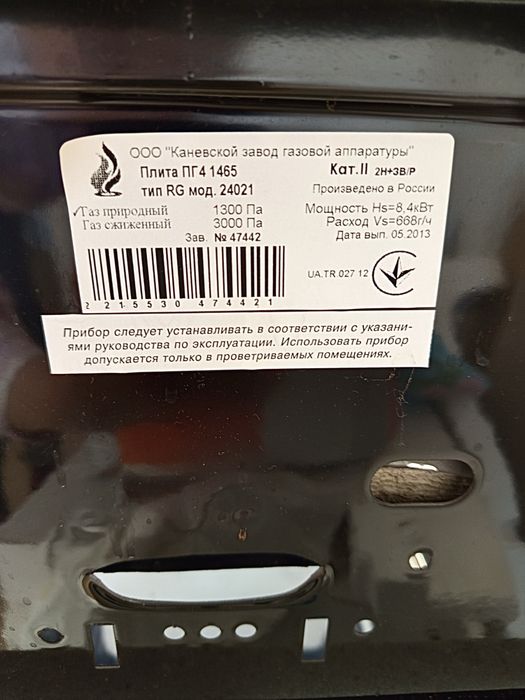 ООО "Каневской завод газовой аппаратуры"
Плита ПГ4 1465 Кат.II 2Н+3В/Р
тип RG мод. 24021 Произведено в России
✓Газ природный 1300 Па Мощность Hs=8,4кВт
Газ сжиженный 3000 Па Расход Vs=668г/ч
Зав. № 47442 Дата вып. 05.2013
UA.TR.027 12
2 215530 474421
Прибор следует устанавливать в соответствии с указани-
ями руководства по эксплуатации. Использовать прибор
допускается только в проветриваемых помещениях.